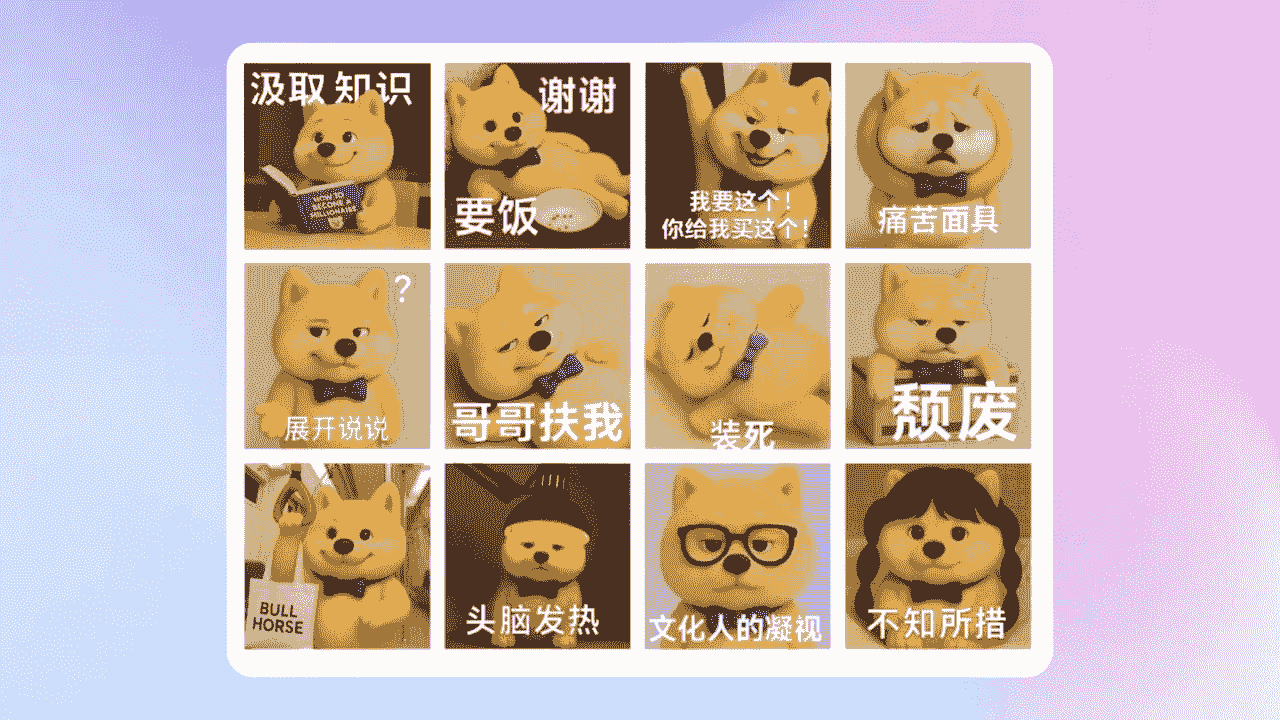 汲取 知识
HOW TO
BECOME A
MILLIONAIRE
谢谢
要饭
我要这个！
你给我买这个！
痛苦面具
？
展开说说
哥哥扶我
装死
颓废
BULL
HORSE
头脑发热
文化人的凝视
不知所措